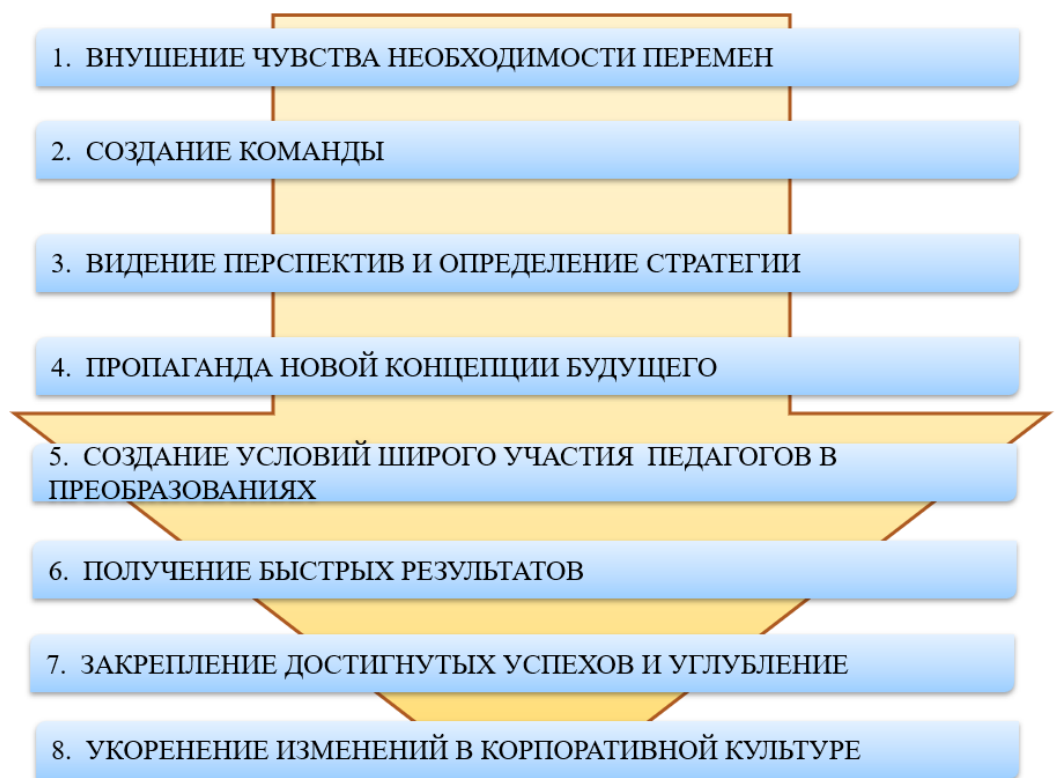 1. ВНУШЕНИЕ ЧУВСТВА НЕОБХОДИМОСТИ ПЕРЕМЕН
2. СОЗДАНИЕ КОМАНДЫ
3. ВИДЕНИЕ ПЕРСПЕКТИВ И ОПРЕДЕЛЕНИЕ СТРАТЕГИИ
4. ПРОПАГАНДА НОВОЙ КОНЦЕПЦИИ БУДУЩЕГО
5. СОЗДАНИЕ УСЛОВИЙ ШИРОГО УЧАСТИЯ ПЕДАГОГОВ В
ПРЕОБРАЗОВАНИЯХ
6. ПОЛУЧЕНИЕ БЫСТРЫХ РЕЗУЛЬТАТОВ
7. ЗАКРЕПЛЕНИЕ ДОСТИГНУТЫХ УСПЕХОВ И УГЛУБЛЕНИЕ
8. УКОРЕНЕНИЕ ИЗМЕНЕНИЙ В КОРПОРАТИВНОЙ КУЛЬТУРЕ